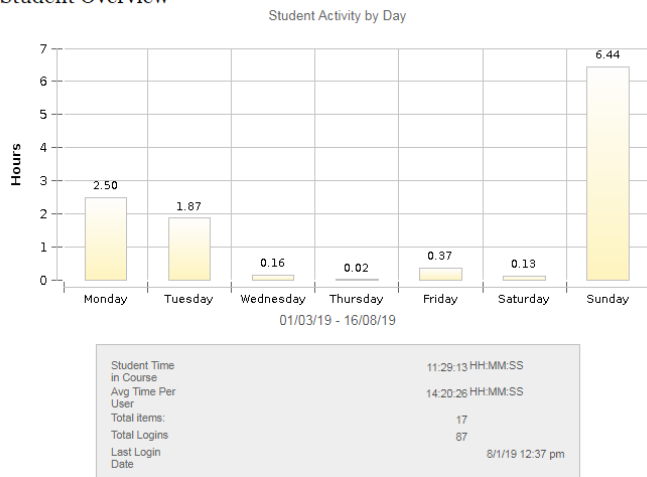 Student Overview
Student Activity by Day
7
6
5
4
3
2
1
0
Hours
2.50
1.87
0.16
0.02
0.37
0.13
6.44
Monday Tuesday Wednesday Thursday Friday Saturday Sunday
01/03/19 - 16/08/19
Student Time 11:29:13 HH:MM:SS
in Course
Avg Time Per 14:20:26 HH:MM:SS
User
Total items: 17
Total Logins 87
Last Login 8/1/19 12:37 pm
Date